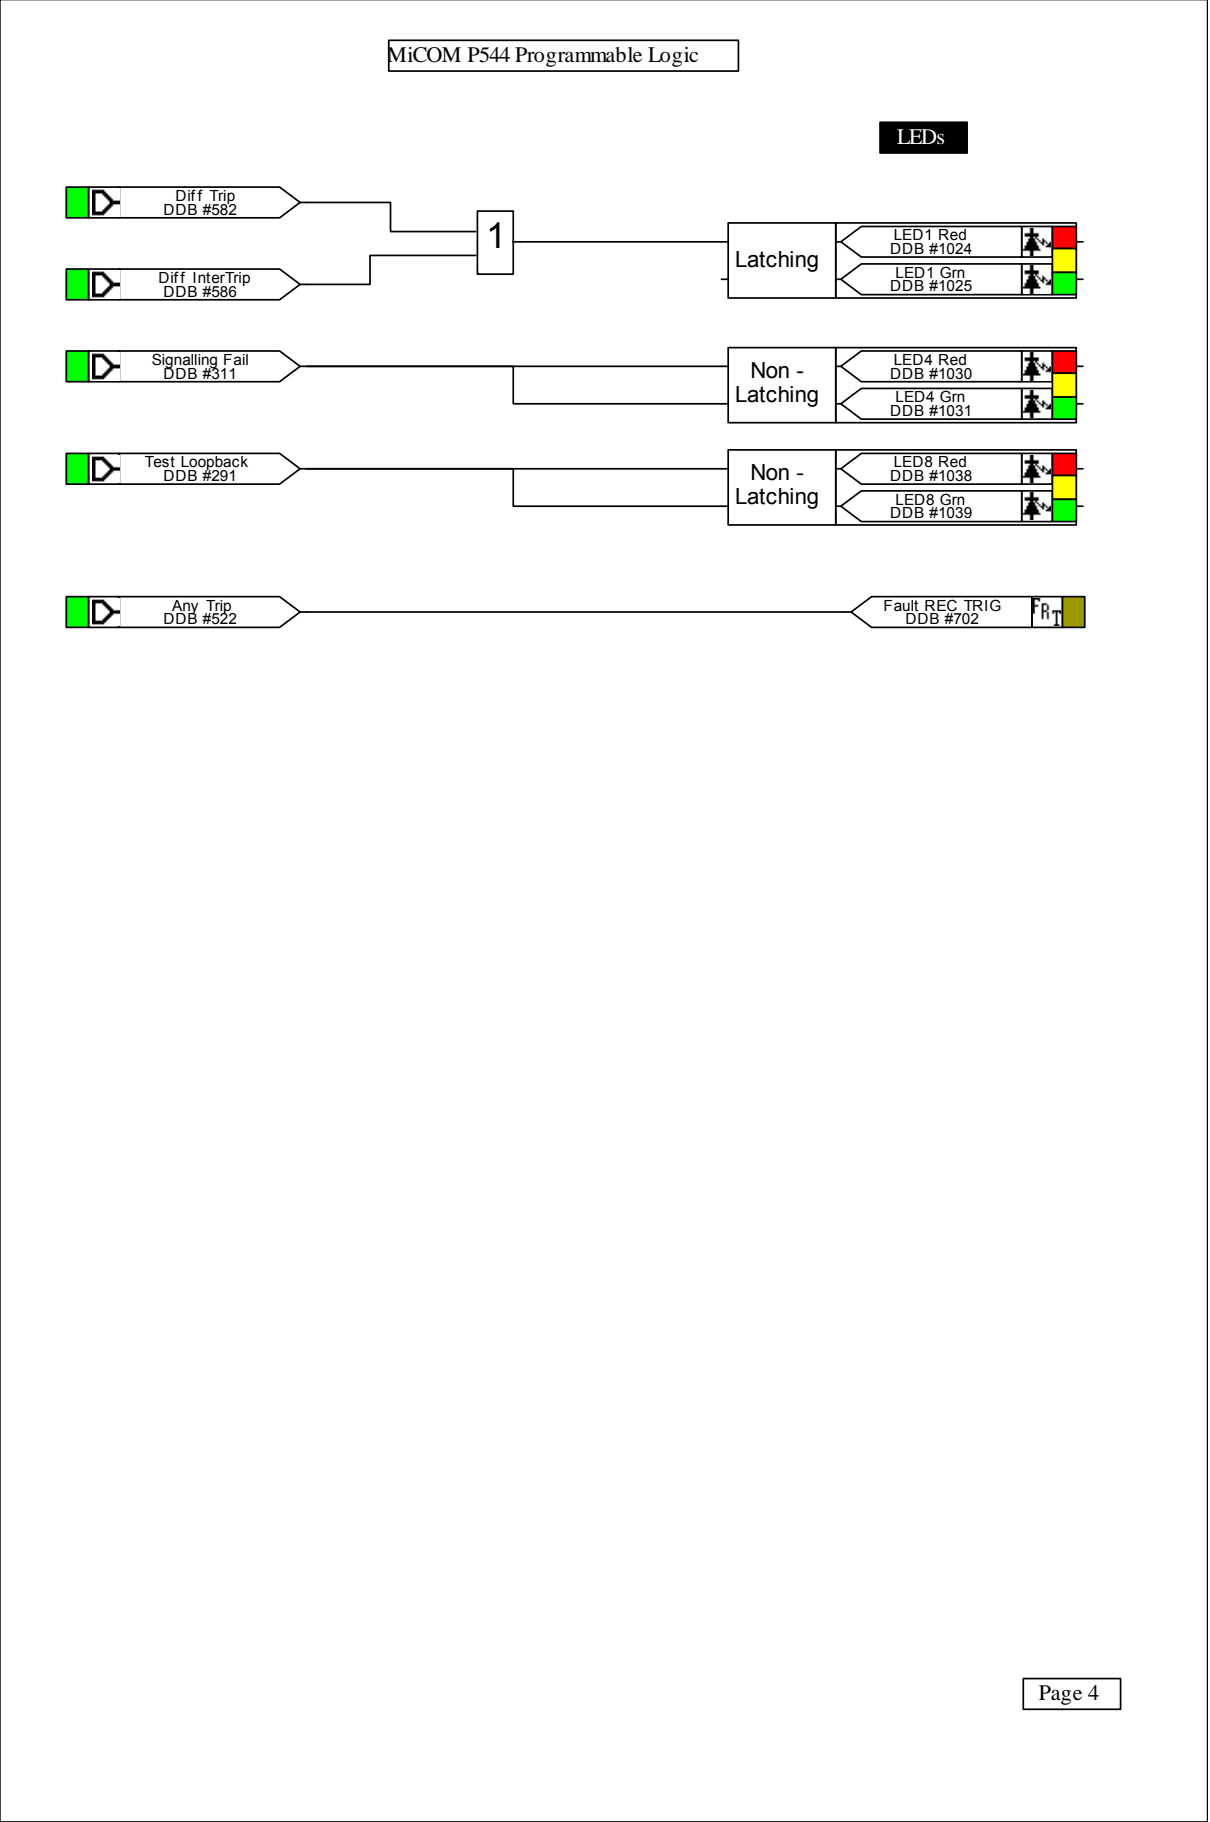 MiCOM P544 Programmable Logic
LEDs
Diff Trip
DDB #582
Diff InterTrip
DDB #586
1
Latching
LED1 Red
DDB #1024
LED1 Grn
DDB #1025
Signalling Fail
DDB #311
Non -
Latching
LED4 Red
DDB #1030
LED4 Grn
DDB #1031
Test Loopback
DDB #291
Non -
Latching
LED8 Red
DDB #1038
LED8 Grn
DDB #1039
Any Trip
DDB #522
Fault REC TRIG
DDB #702
FRT
Page 4